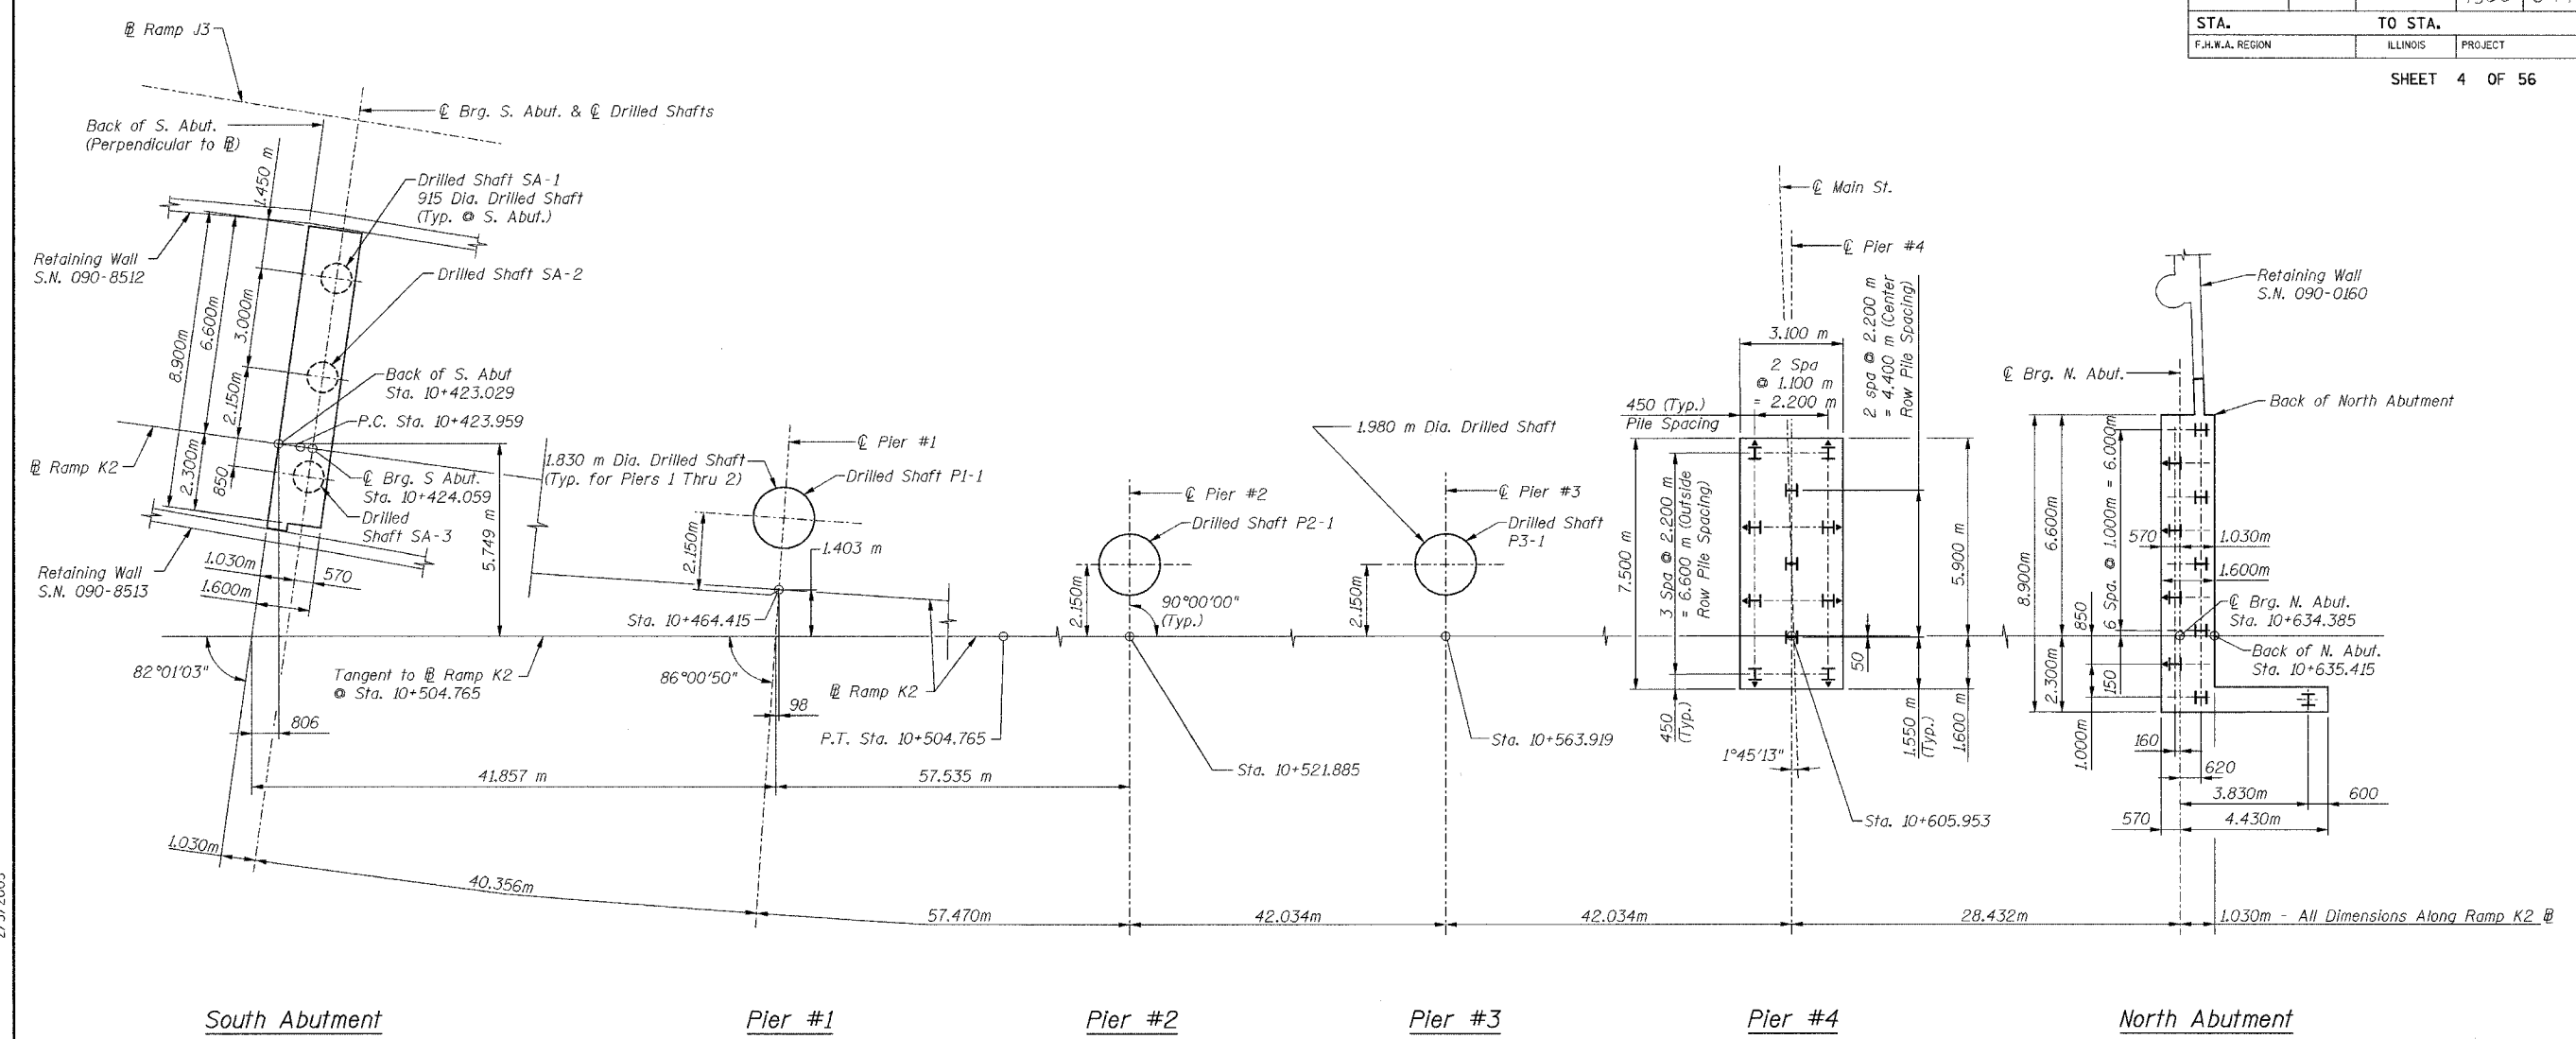 STA. TO STA.
F.H.W.A. REGION ILLINOIS PROJECT
SHEET 4 OF 56
℄ Ramp J3
℄ Brg. S. Abut. & ℄ Drilled Shafts
Back of S. Abut.
(Perpendicular to ℄)
1.450 m
Drilled Shaft SA-1
915 Dia. Drilled Shaft
(Typ. @ S. Abut.)
Retaining Wall
S.N. 090-8512
Drilled Shaft SA-2
8.900m
6.600m
3.000m
2.150m
Back of S. Abut
Sta. 10+423.029
P.C. Sta. 10+423.959
℄ Ramp K2
2.300m
850
℄ Brg. S Abut.
Sta. 10+424.059
Drilled
Shaft SA-3
5.749 m
Retaining Wall
S.N. 090-8513
1.030m
570
1.600m
82°01'03"
806
Tangent to ℄ Ramp K2
@ Sta. 10+504.765
℄ Pier #1
1.830 m Dia. Drilled Shaft
(Typ. for Piers 1 Thru 2)
Drilled Shaft P1-1
2.150m
1.403 m
Sta. 10+464.415
86°00'50"
98
℄ Ramp K2
P.T. Sta. 10+504.765
℄ Pier #2
Drilled Shaft P2-1
2.150m
90°00'00"
(Typ.)
Sta. 10+521.885
1.980 m Dia. Drilled Shaft
℄ Pier #3
Drilled Shaft
P3-1
2.150m
Sta. 10+563.919
℄ Main St.
℄ Pier #4
3.100 m
2 Spa
@ 1.100 m
= 2.200 m
450 (Typ.)
Pile Spacing
2 spa @ 2.200 m
= 4.400 m (Center
Row Pile Spacing)
7.500 m
3 Spa @ 2.200 m
= 6.600 m (Outside
Row Pile Spacing)
5.900 m
50
450
(Typ.)
1.550 m
(Typ.)
1.600 m
1°45'13"
Sta. 10+605.953
Retaining Wall
S.N. 090-0160
℄ Brg. N. Abut.
Back of North Abutment
8.900m
6.600m
6 Spa. @ 1.000m = 6.000m
570
1.030m
1.600m
850
℄ Brg. N. Abut.
Sta. 10+634.385
Back of N. Abut.
Sta. 10+635.415
2.300m
150
1.000m
160
620
3.830m
600
570
4.430m
41.857 m
57.535 m
1.030m
40.356m
57.470m
42.034m
42.034m
28.432m
1.030m - All Dimensions Along Ramp K2 ℄
South Abutment
Pier #1
Pier #2
Pier #3
Pier #4
North Abutment